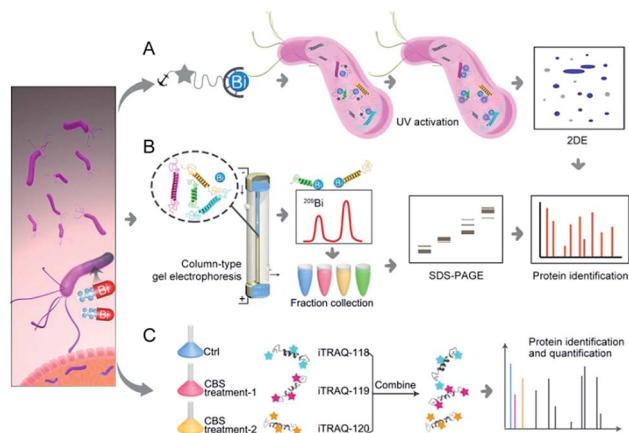 A
Bi
UV activation
2DE
B
Bi
Bi
Bi
²⁰⁹Bi
Column-type
gel electrophoresis
Fraction collection
SDS-PAGE
Protein identification
Bi
Bi
C
Ctrl
CBS
treatment-1
CBS
treatment-2
iTRAQ-118
iTRAQ-119
iTRAQ-120
Combine
Protein identification
and quantification